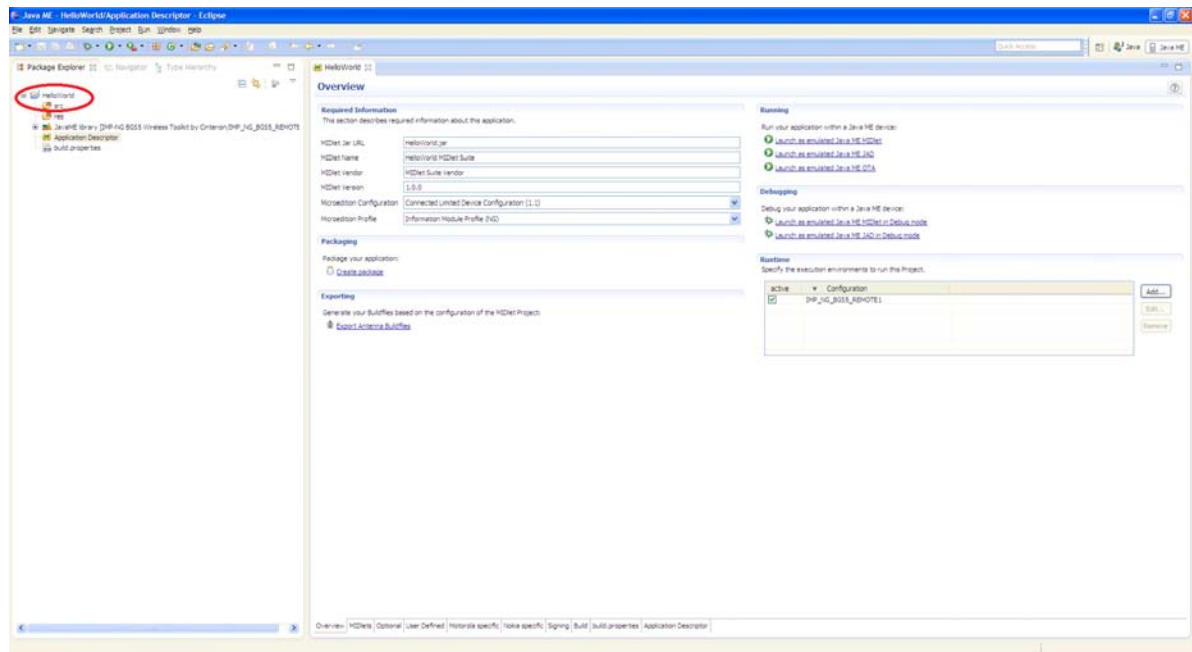 Java ME - HelloWorld/Application Descriptor - Eclipse
File Edit Navigate Search Project Run Window Help
Quick Access
Java
Java ME
Package Explorer
Navigator
Type Hierarchy
HelloWorld
src
res
JavaME library [IMP-NG BGS5 Wireless Toolkit by Cinterion/IMP_NG_BGS5_REMOTE
Application Descriptor
build.properties
HelloWorld
Overview
Required Information
This section describes required information about this application.
MIDlet Jar URL HelloWorld.jar
MIDlet Name HelloWorld MIDlet Suite
MIDlet Vendor MIDlet Suite Vendor
MIDlet Version 1.0.0
Microedition Configuration Connected Limited Device Configuration (1.1)
Microedition Profile Information Module Profile (NG)
Packaging
Package your application:
Create package
Exporting
Generate your Buildfiles based on the configuration of the MIDlet Project:
Export Antenna Buildfiles
Running
Run your application within a Java ME device:
Launch as emulated Java ME MIDlet
Launch as emulated Java ME JAD
Launch as emulated Java ME OTA
Debugging
Debug your application within a Java ME device:
Launch as emulated Java ME MIDlet in Debug mode
Launch as emulated Java ME JAD in Debug mode
Runtime
Specify the execution environments to run this Project.
active Configuration
IMP_NG_BGS5_REMOTE1
Add...
Edit...
Remove
Overview MIDlets Optional User Defined Motorola specific Nokia specific Signing Build build.properties Application Descriptor